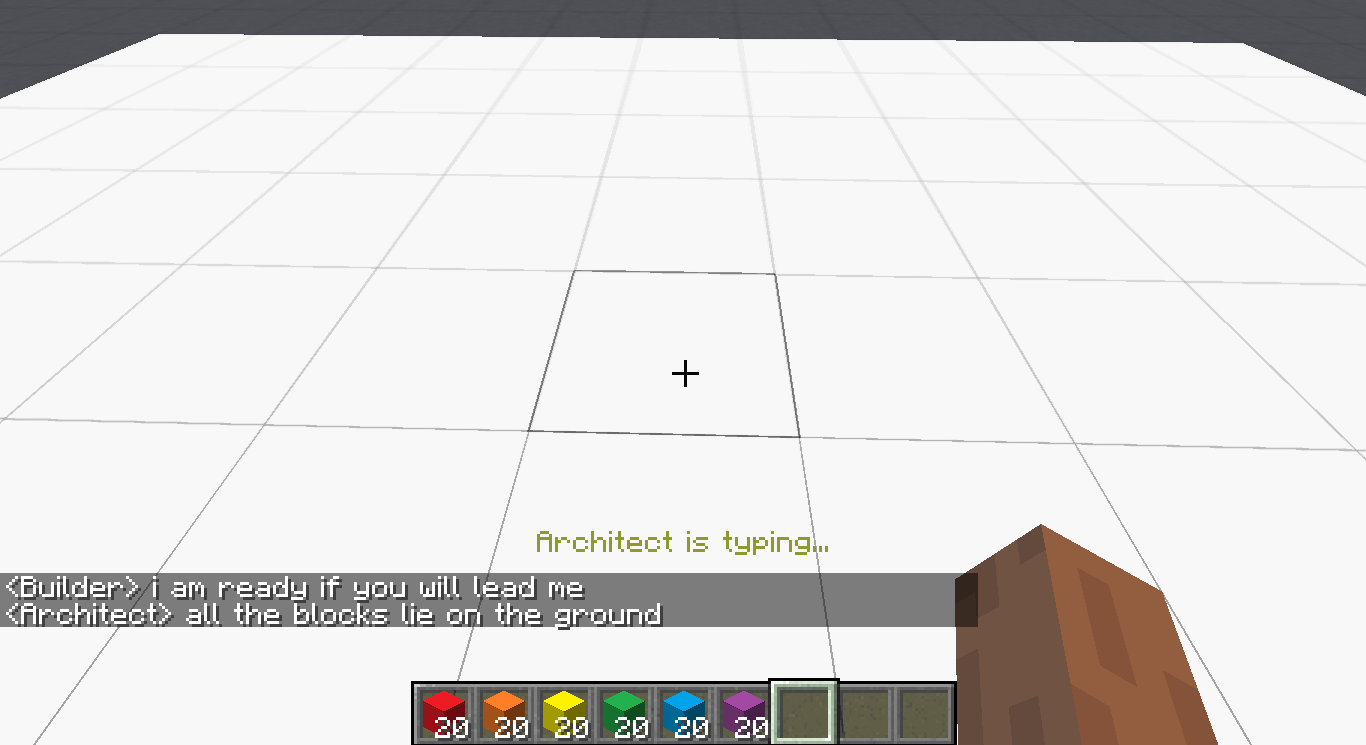 Architect is typing...
<Builder> i am ready if you will lead me
<Architect> all the blocks lie on the ground
20 20 20 20 20 20